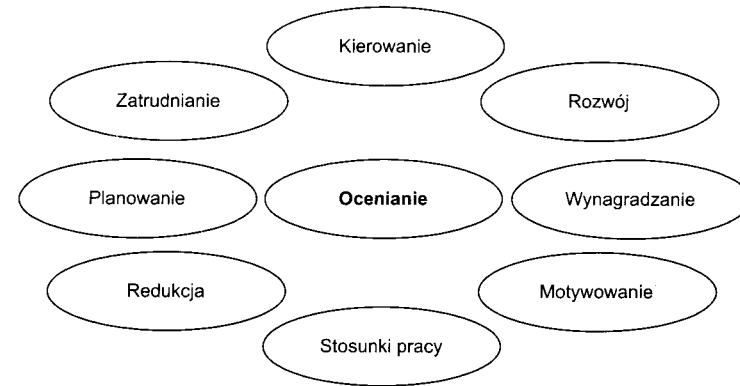 Kierowanie
Zatrudnianie
Rozwój
Planowanie
Ocenianie
Wynagradzanie
Redukcja
Motywowanie
Stosunki pracy